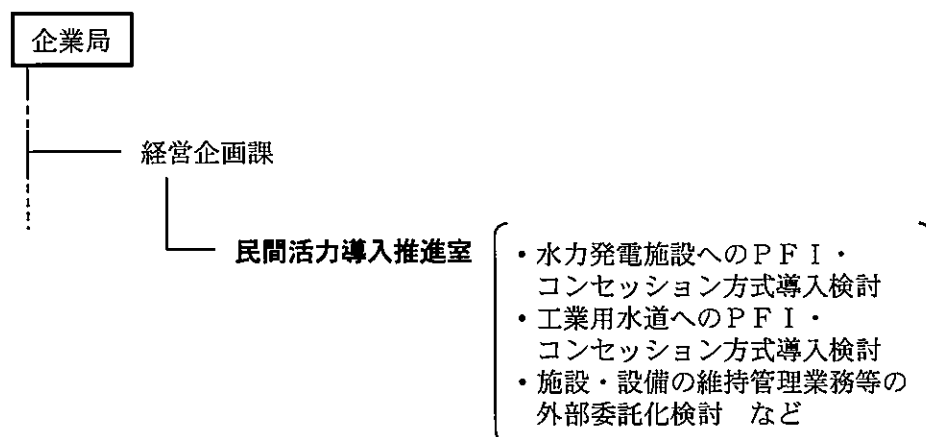 企業局
経営企画課
民間活力導入推進室
・水力発電施設へのＰＦＩ・
コンセッション方式導入検討
・工業用水道へのＰＦＩ・
コンセッション方式導入検討
・施設・設備の維持管理業務等の
外部委託化検討　など